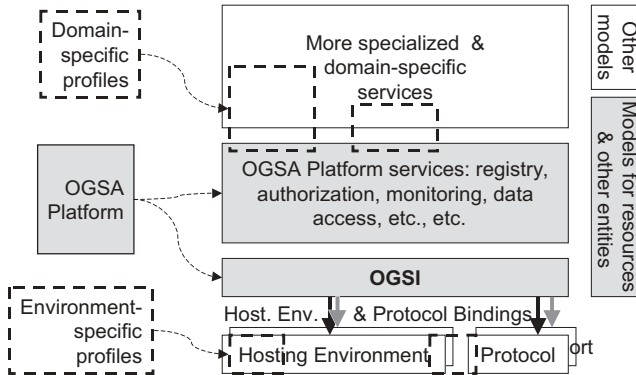 Domain-
specific
profiles
More specialized &
domain-specific
services
Other
models
OGSA
Platform
OGSA Platform services: registry,
authorization, monitoring, data
access, etc., etc.
Models for resources
& other entities
OGSI
Host. Env. & Protocol Bindings
Environment-
specific
profiles
Hosting Environment
Protocol
ort